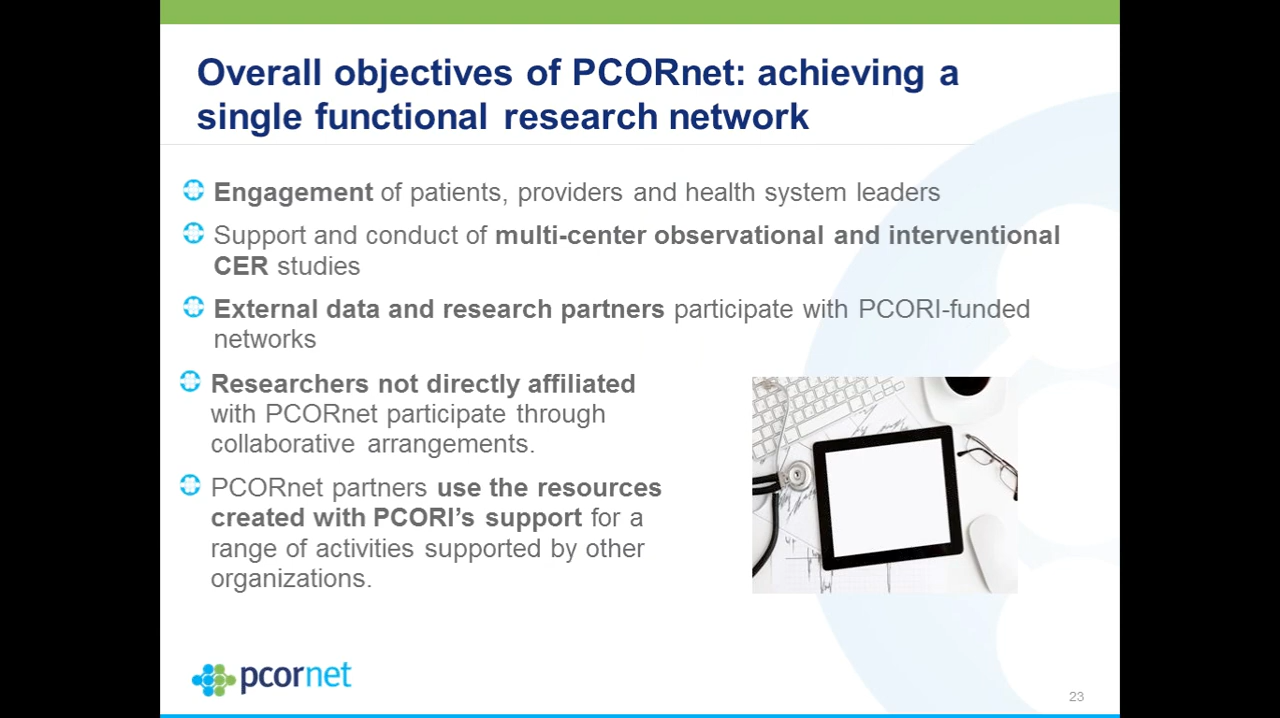 Overall objectives of PCORnet: achieving a
single functional research network
Engagement of patients, providers and health system leaders
Support and conduct of multi-center observational and interventional
CER studies
External data and research partners participate with PCORI-funded
networks
Researchers not directly affiliated
with PCORnet participate through
collaborative arrangements.
PCORnet partners use the resources
created with PCORI’s support for a
range of activities supported by other
organizations.
pcornet
23